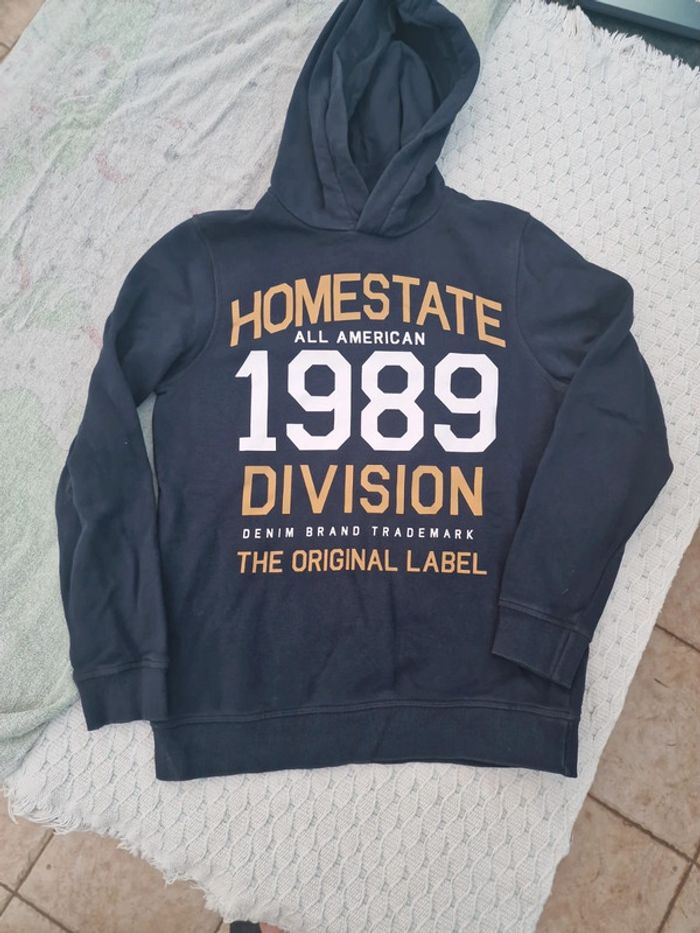 HOMESTATE
ALL AMERICAN
1989
DIVISION
DENIM BRAND TRADEMARK
THE ORIGINAL LABEL